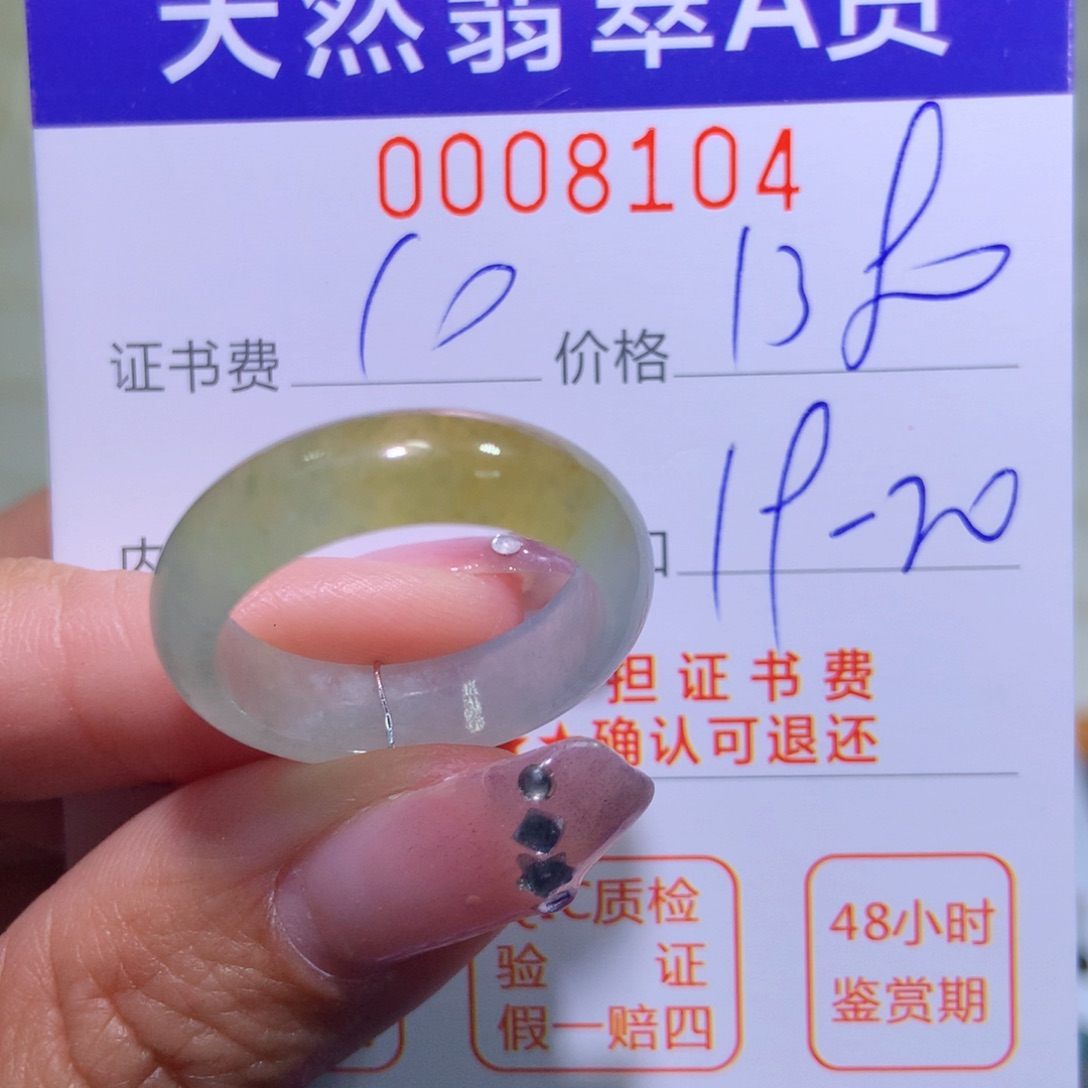 天然翡翠A货
0008104
证书费 10 价格
内 19-20
担证书费
★确认可退还
质检 48小时
验 证 鉴赏期
假一赔四